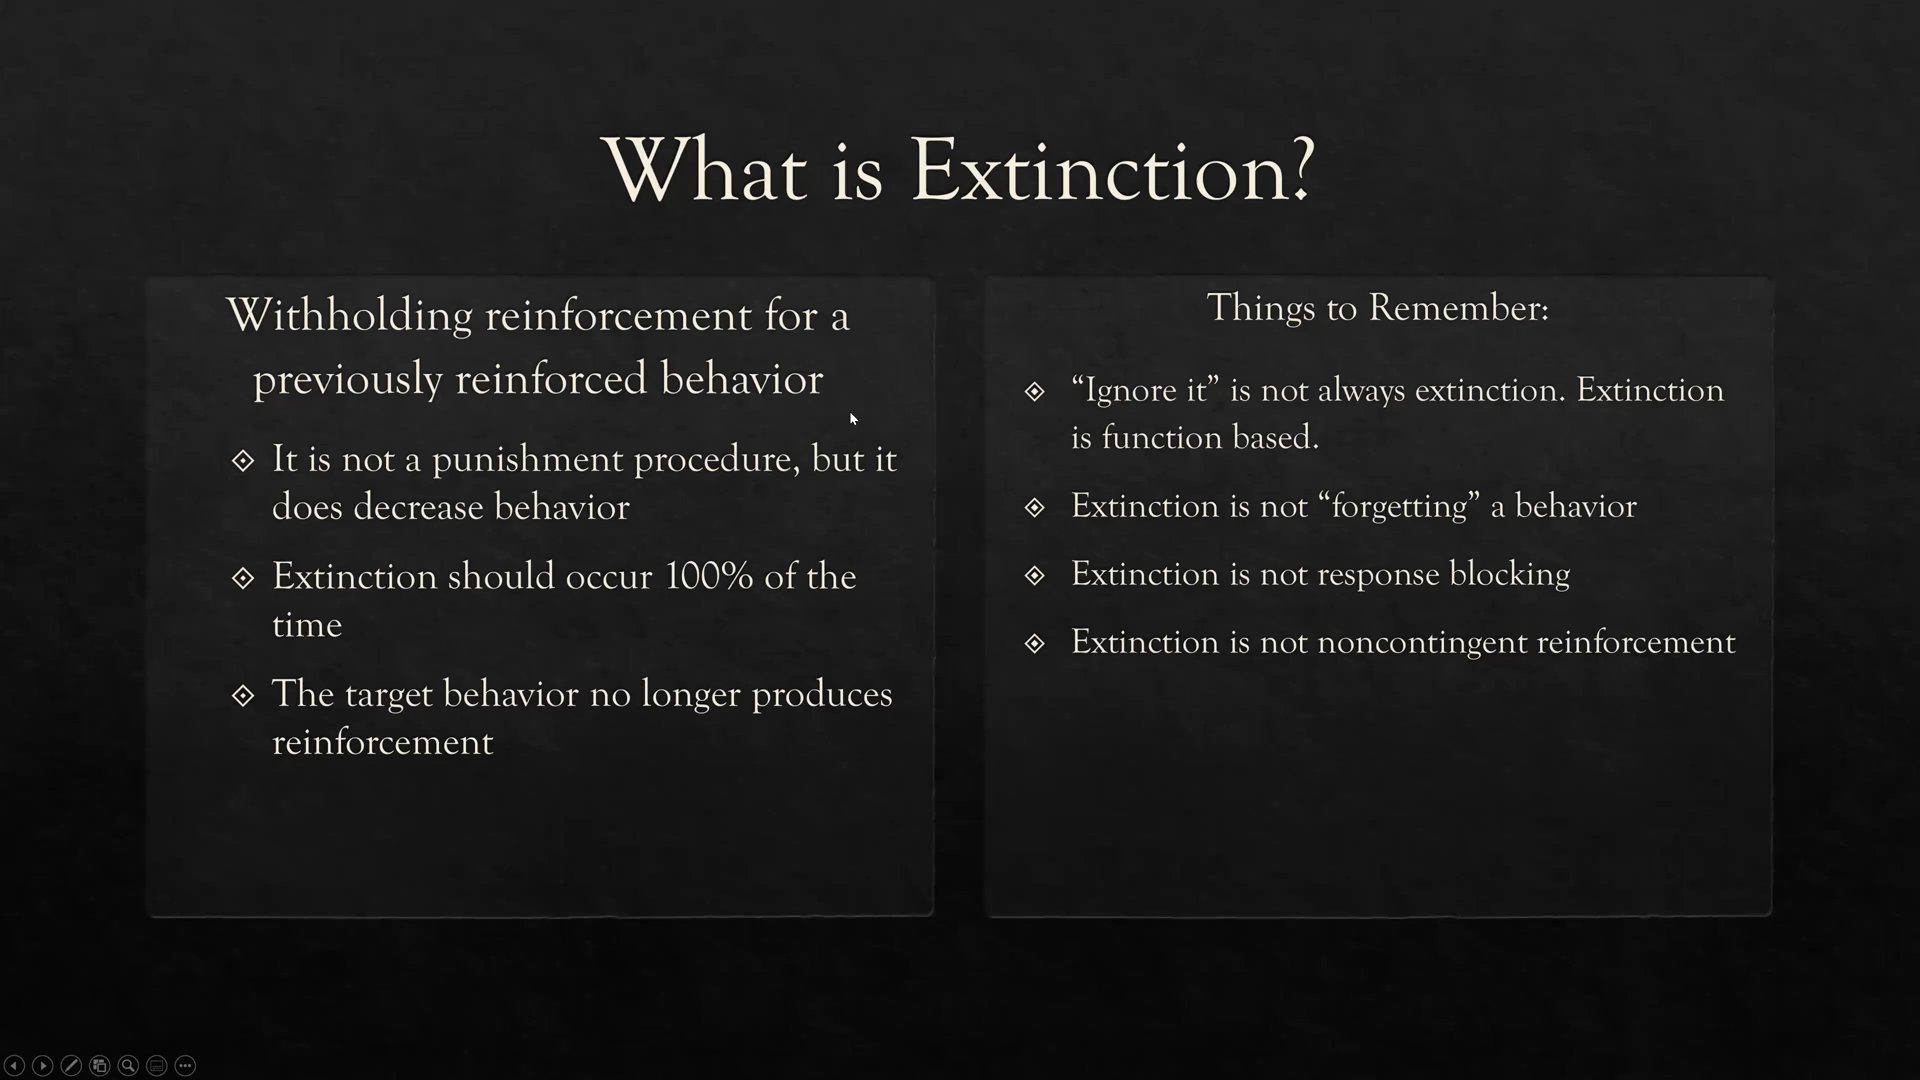 What is Extinction?
Withholding reinforcement for a
previously reinforced behavior
It is not a punishment procedure, but it
does decrease behavior
Extinction should occur 100% of the
time
The target behavior no longer produces
reinforcement
Things to Remember:
“Ignore it” is not always extinction. Extinction
is function based.
Extinction is not “forgetting” a behavior
Extinction is not response blocking
Extinction is not noncontingent reinforcement